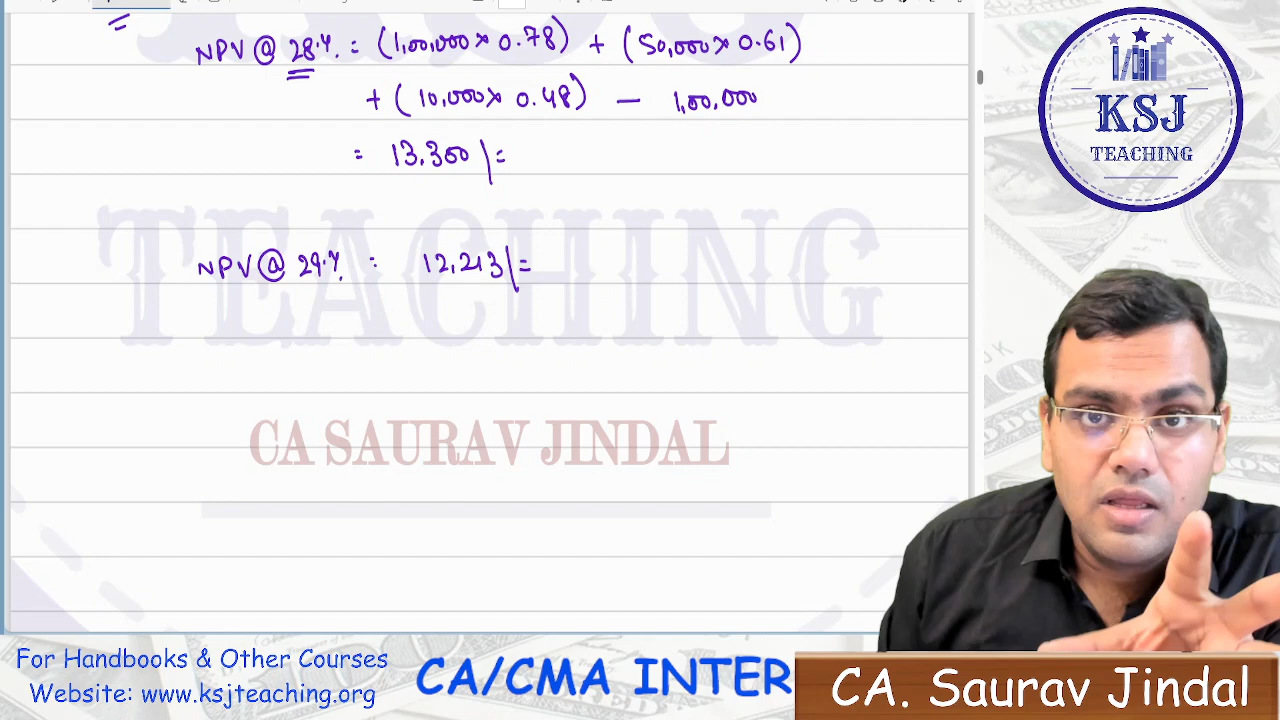 NPV @ 28% = (1,00,000 × 0.78) + (50,000 × 0.61)
+ (10,000 × 0.48) − 1,00,000
= 13,300/=
NPV @ 29% = 12,213/=
TEACHING
CA SAURAV JINDAL
KSJ
TEACHING
For Handbooks & Other Courses
Website: www.ksjteaching.org
CA/CMA INTER
CA. Saurav Jindal